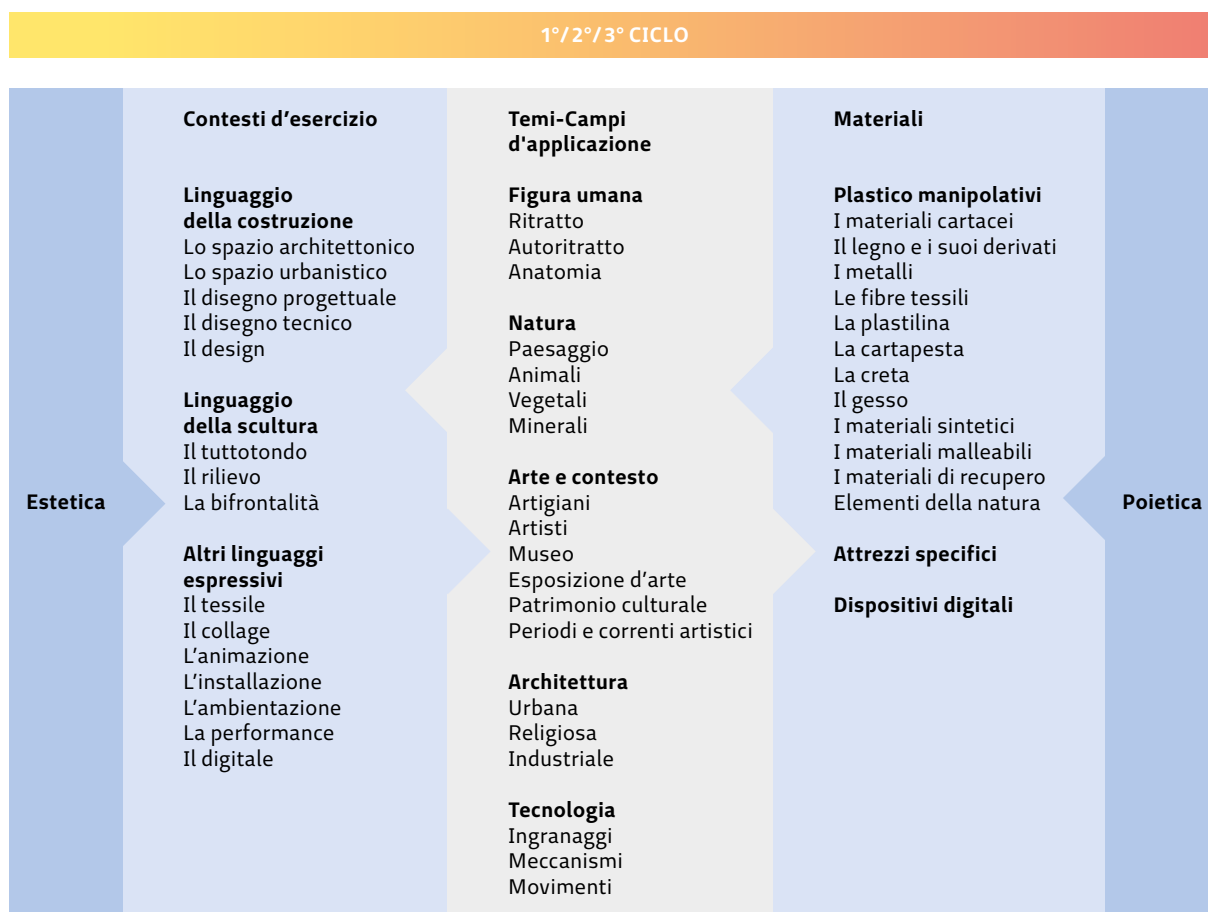 1°/2°/3° CICLO
Estetica
Contesti d’esercizio
Linguaggio
della costruzione
Lo spazio architettonico
Lo spazio urbanistico
Il disegno progettuale
Il disegno tecnico
Il design
Linguaggio
della scultura
Il tuttotondo
Il rilievo
La bifrontalità
Altri linguaggi
espressivi
Il tessile
Il collage
L’animazione
L’installazione
L’ambientazione
La performance
Il digitale
Temi-Campi
d'applicazione
Figura umana
Ritratto
Autoritratto
Anatomia
Natura
Paesaggio
Animali
Vegetali
Minerali
Arte e contesto
Artigiani
Artisti
Museo
Esposizione d’arte
Patrimonio culturale
Periodi e correnti artistici
Architettura
Urbana
Religiosa
Industriale
Tecnologia
Ingranaggi
Meccanismi
Movimenti
Materiali
Plastico manipolativi
I materiali cartacei
Il legno e i suoi derivati
I metalli
Le fibre tessili
La plastilina
La cartapesta
La creta
Il gesso
I materiali sintetici
I materiali malleabili
I materiali di recupero
Elementi della natura
Attrezzi specifici
Dispositivi digitali
Poietica